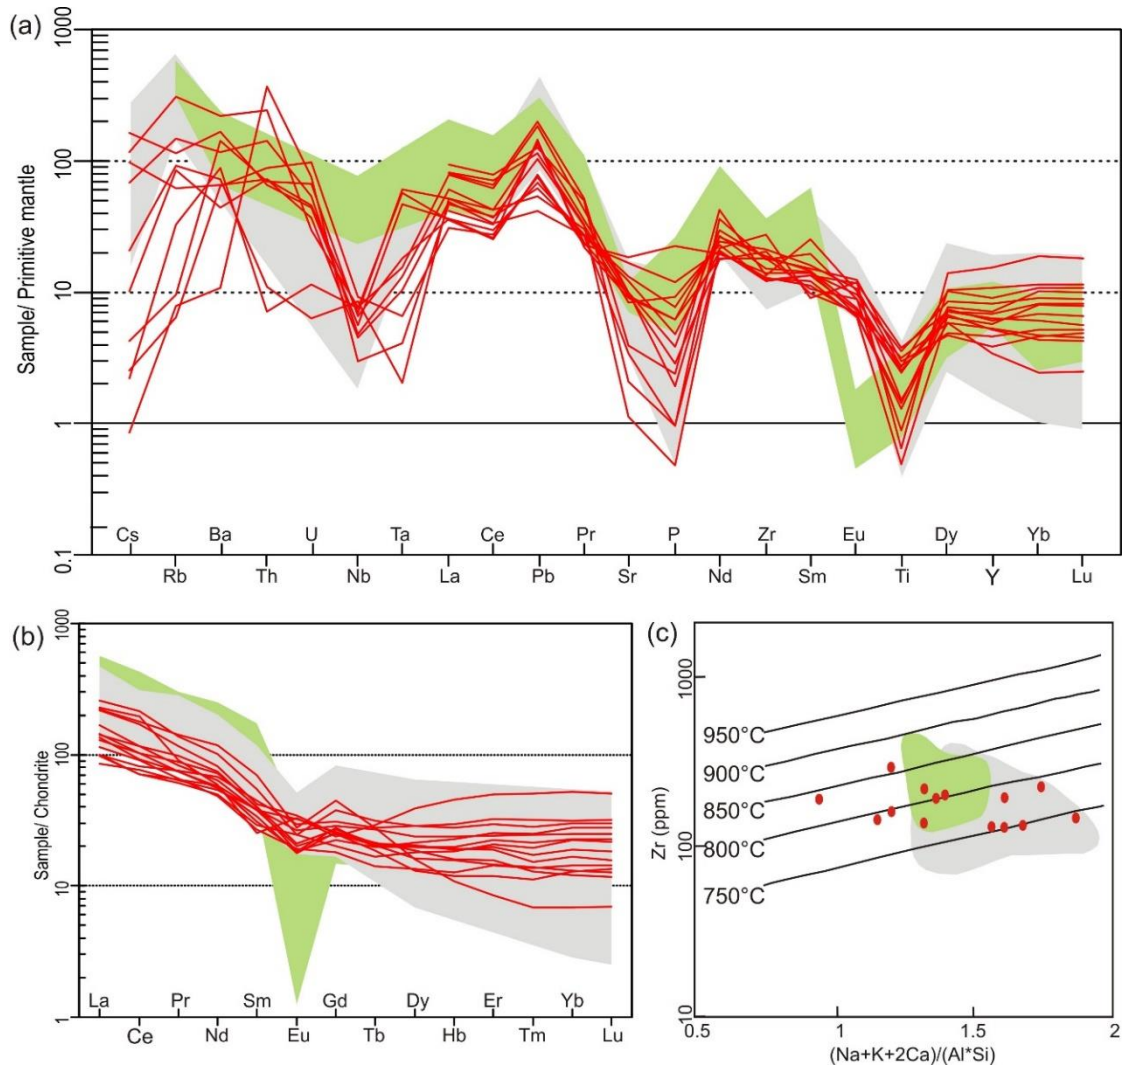 (a)
1000
100
10
1
0.1
Sample/ Primitive mantle
Cs Ba U Ta La Ce Pr P Zr Eu Dy Yb
Rb Th Nb La Pb Sr Nd Sm Ti Y Lu
(b)
1000
100
10
1
Sample/ Chondrite
La Pr Sm Gd Dy Er Yb
Ce Nd Eu Tb Hb Tm Lu
(c)
1000
100
10
Zr (ppm)
950°C
900°C
850°C
800°C
750°C
0.5 1 1.5 2
(Na+K+2Ca)/(Al*Si)